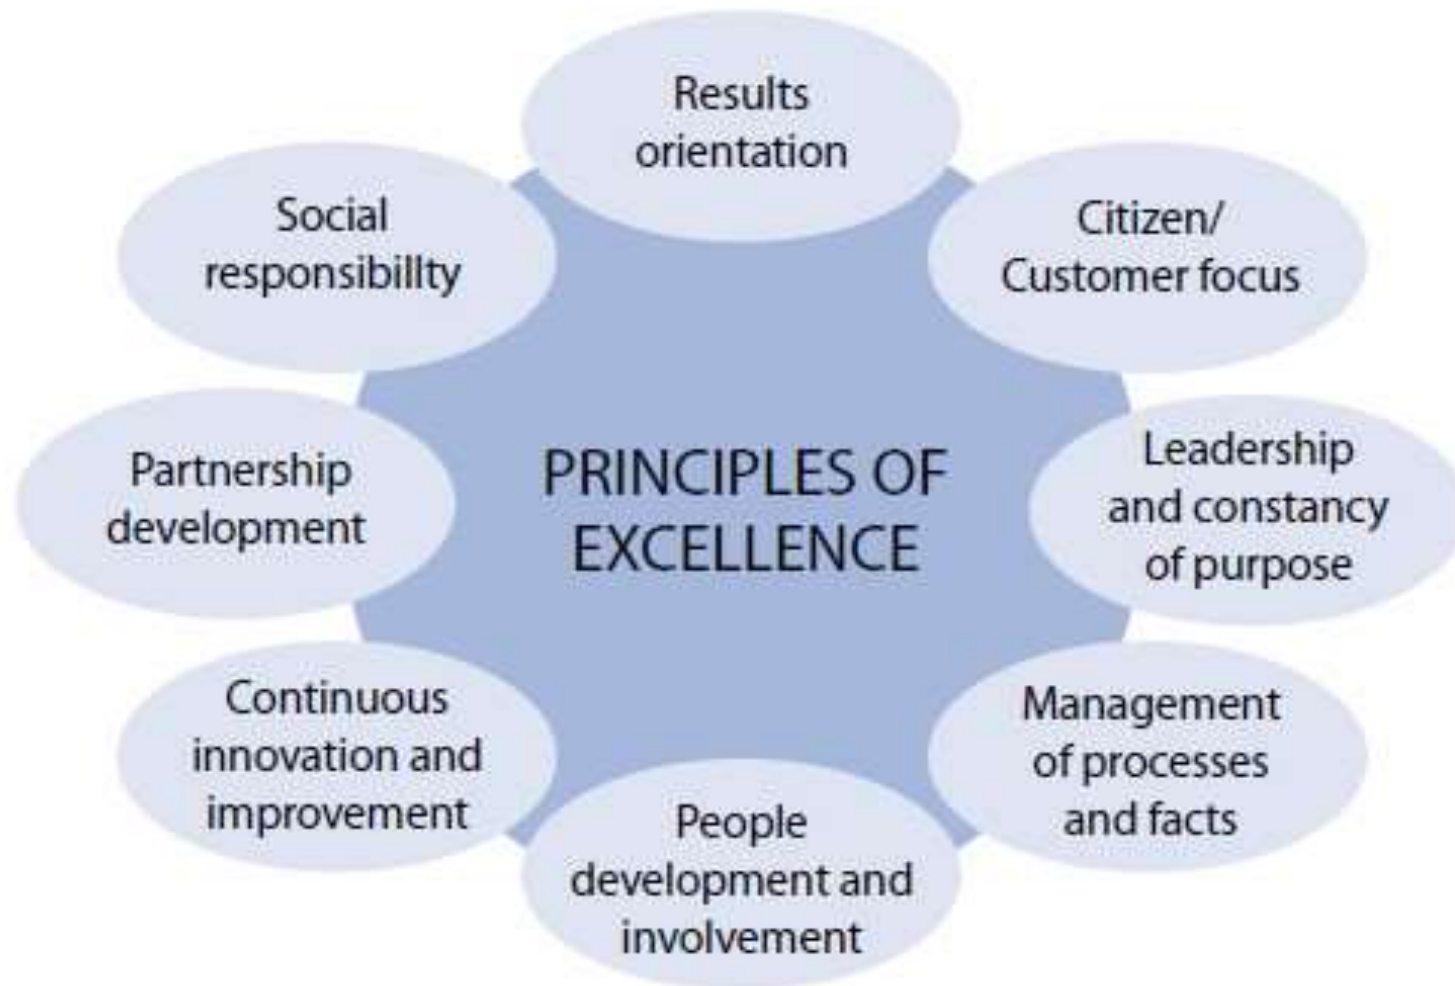 Results
orientation
Citizen/
Customer focus
Leadership
and constancy
of purpose
Management
of processes
and facts
People
development and
involvement
Continuous
innovation and
improvement
Partnership
development
Social
responsibillty
PRINCIPLES OF
EXCELLENCE